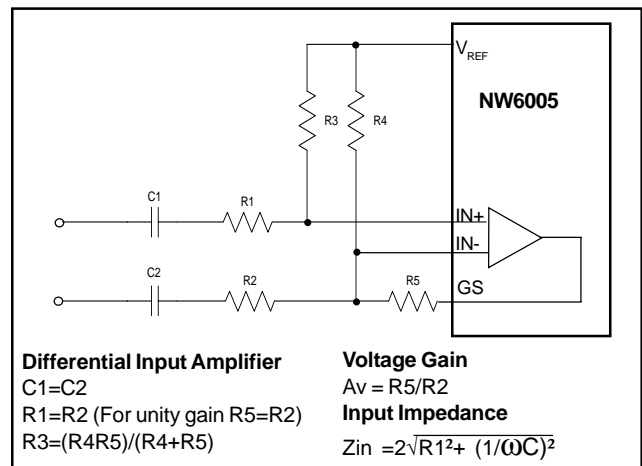 V_REF
NW6005
R3
R4
C1
R1
IN+
IN-
C2
R2
R5
GS
Differential Input Amplifier
C1=C2
R1=R2 (For unity gain R5=R2)
R3=(R4R5)/(R4+R5)
Voltage Gain
Av = R5/R2
Input Impedance
Zin =2√R1²+ (1/ωC)²